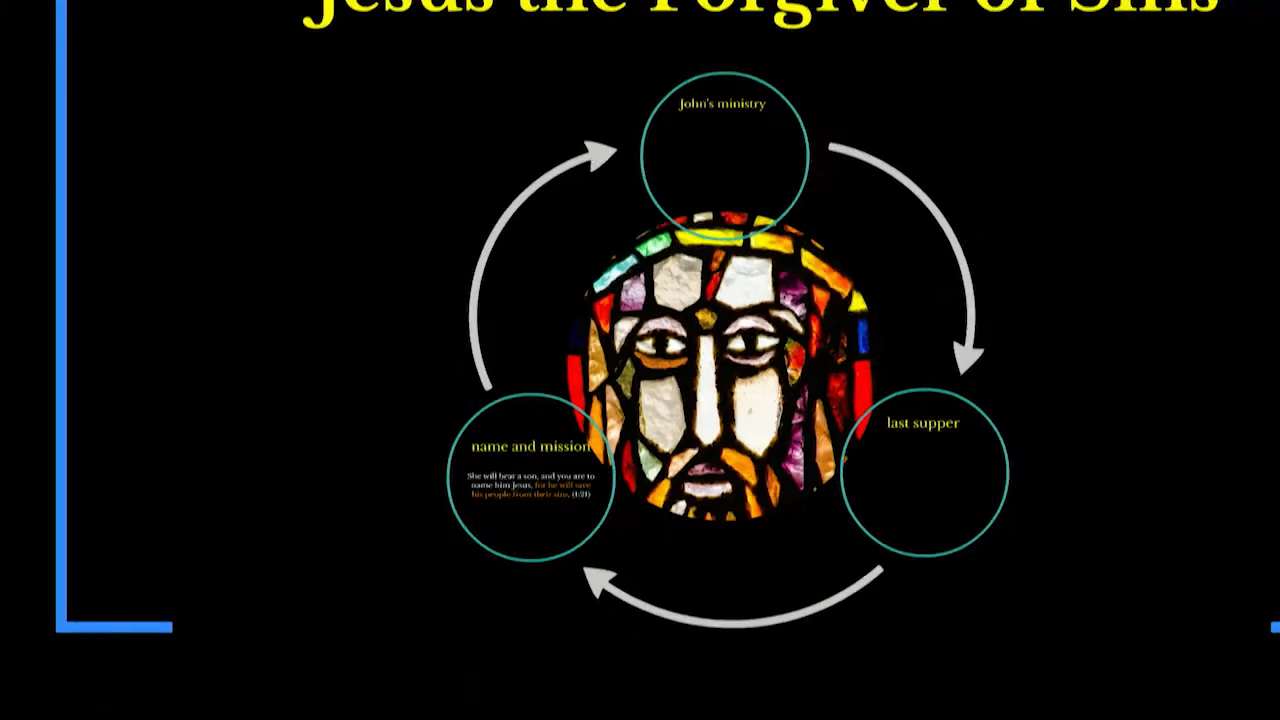 Jesus the Forgiver of Sins
John's ministry
last supper
name and mission
She will bear a son, and you are to
name him Jesus, for he will save
his people from their sins. (1:21)